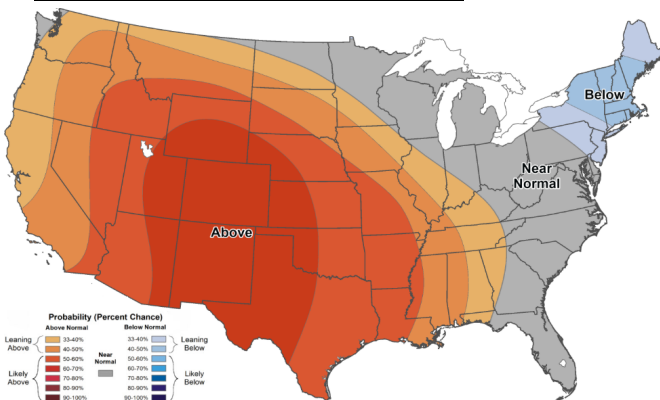 Below
Near
Normal
Above
Probability (Percent Chance)
Above Normal
Below Normal
Leaning
Above
33-40%
40-50%
Likely
Above
50-60%
60-70%
70-80%
80-90%
90-100%
Near
Normal
33-40%
40-50%
Leaning
Below
50-60%
60-70%
70-80%
80-90%
90-100%
Likely
Below